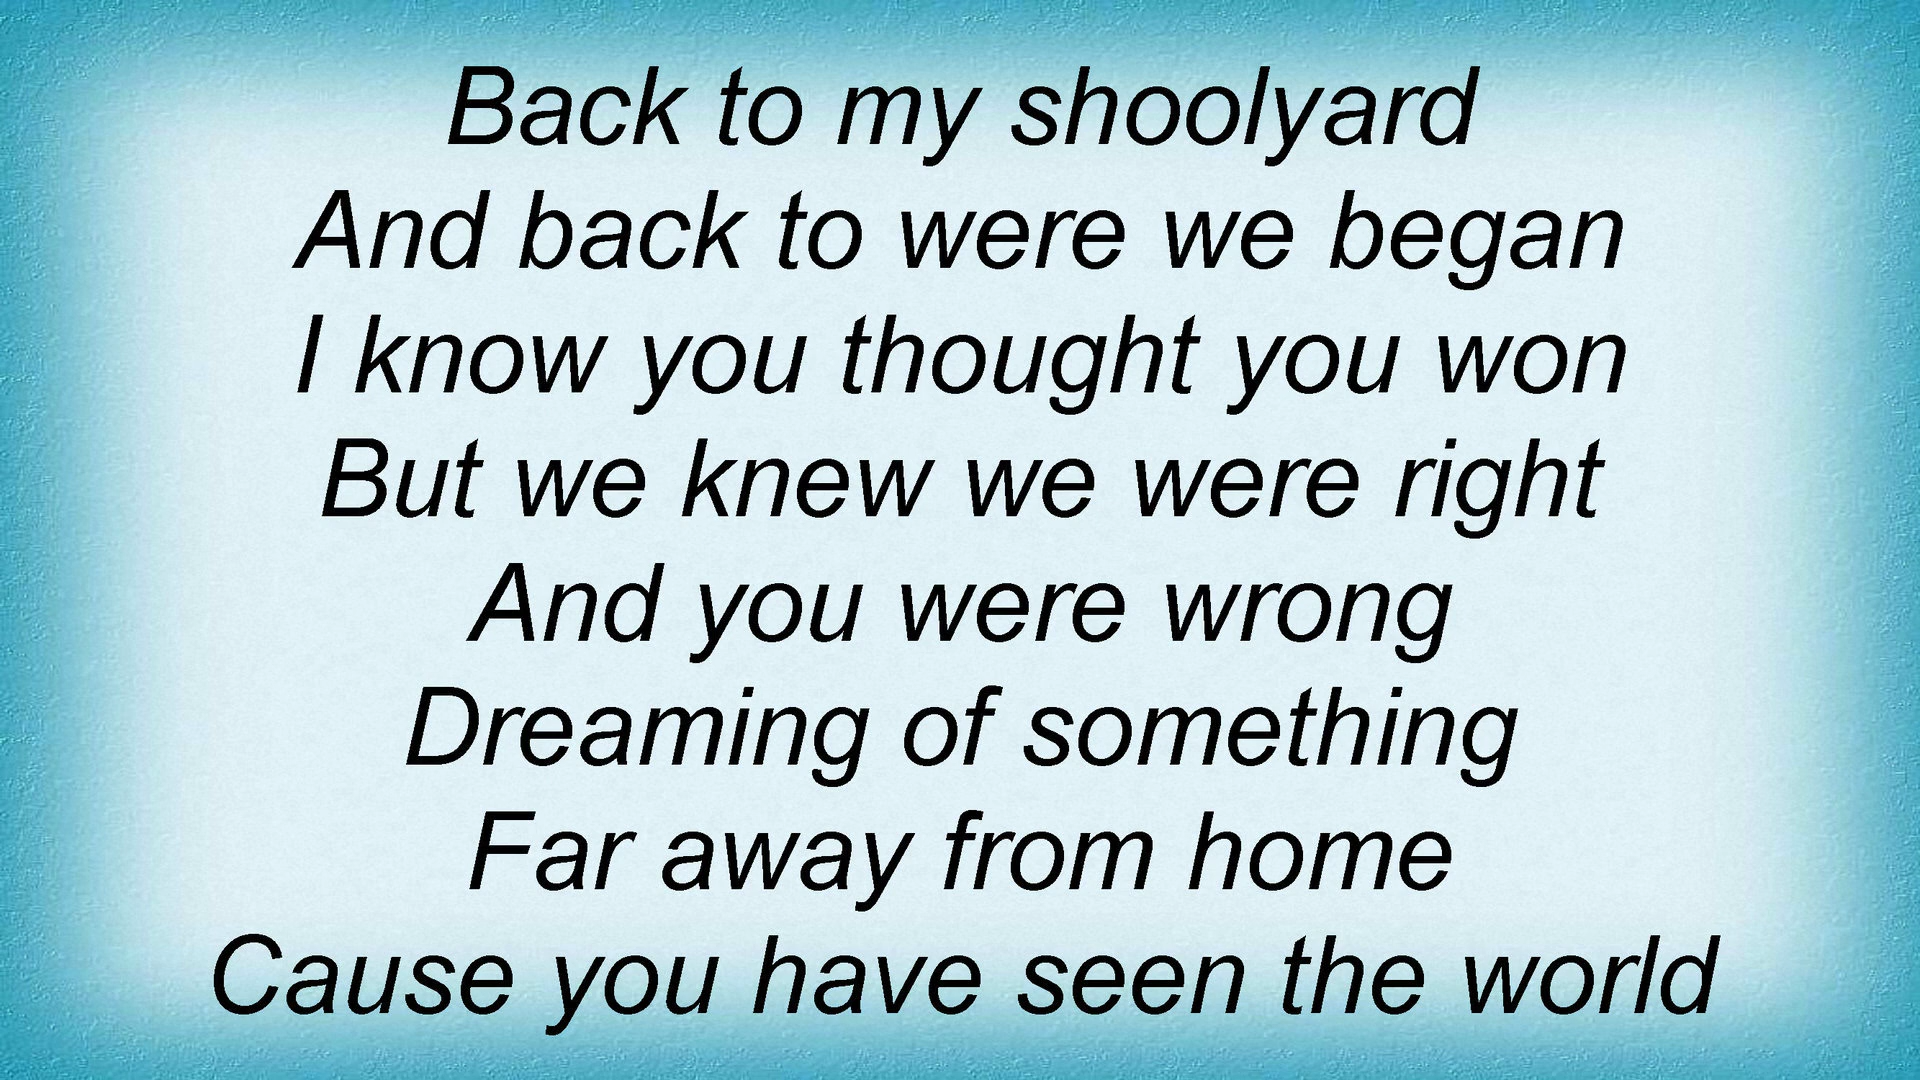 Back to my shoolyard
And back to were we began
I know you thought you won
But we knew we were right
And you were wrong
Dreaming of something
Far away from home
Cause you have seen the world